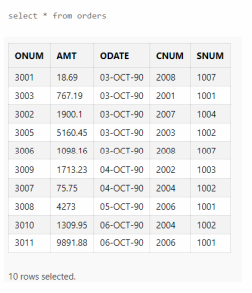 select * from orders
ONUM AMT ODATE CNUM SNUM
3001 18.69 03-OCT-90 2008 1007
3003 767.19 03-OCT-90 2001 1001
3002 1900.1 03-OCT-90 2007 1004
3005 5160.45 03-OCT-90 2003 1002
3006 1098.16 03-OCT-90 2008 1007
3009 1713.23 04-OCT-90 2002 1003
3007 75.75 04-OCT-90 2004 1002
3008 4273 05-OCT-90 2006 1001
3010 1309.95 06-OCT-90 2004 1002
3011 9891.88 06-OCT-90 2006 1001
10 rows selected.